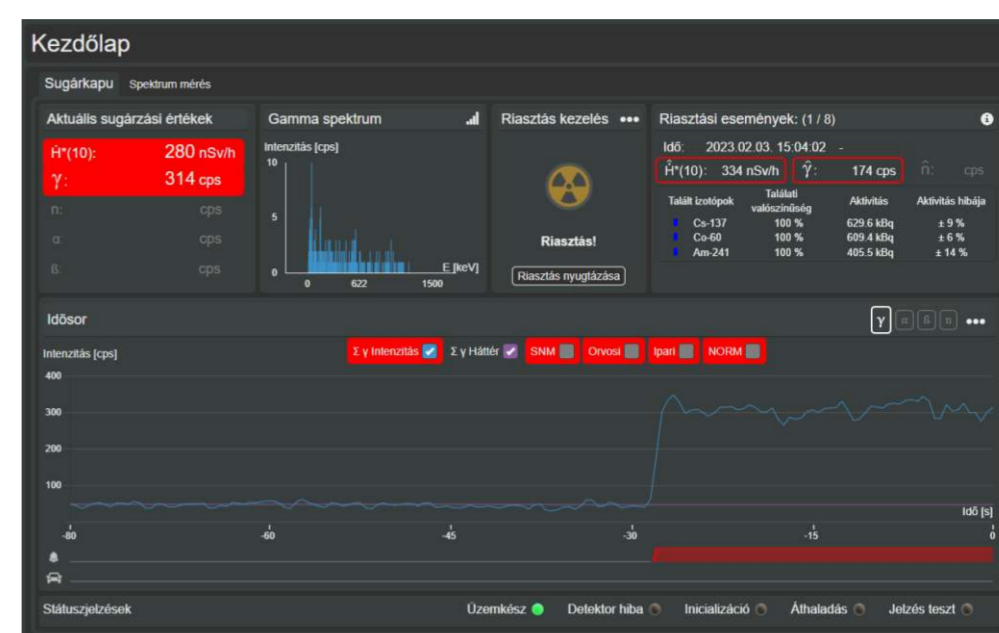 Kezdőlap
Sugárkapu Spektrum mérés
Aktuális sugárzási értékek
Ḣ*(10): 280 nSv/h
γ: 314 cps
n: cps
α: cps
ß: cps
Gamma spektrum
Intenzitás [cps]
10
5
0
E [keV]
0 622 1500
Riasztás kezelés •••
Riasztás!
Riasztás nyugtázása
Riasztási események: (1 / 8)
Idő: 2023.02.03. 15:04:02 -
Ĥ*(10): 334 nSv/h γ̂: 174 cps n̂: cps
Talált izotópok Találati valószínűség Aktivitás Aktivitás hibája
Cs-137 100 % 629.6 kBq ± 9 %
Co-60 100 % 609.4 kBq ± 6 %
Am-241 100 % 405.5 kBq ± 14 %
Idősor
γ α ß n •••
Intenzitás [cps]
Σ γ Intenzitás Σ γ Háttér SNM Orvosi Ipari NORM
400
300
200
100
Idő [s]
-80 -60 -45 -30 -15 0
Státuszjelzések Üzemkész Detektor hiba Inicializáció Áthaladás Jelzés teszt